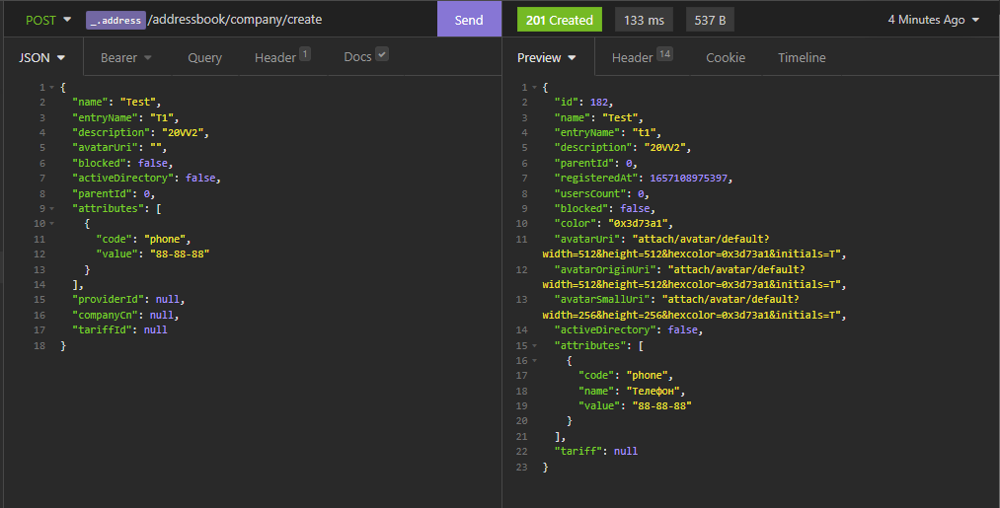 POST _.address /addressbook/company/create Send
201 Created 133 ms 537 B 4 Minutes Ago
JSON Bearer Query Header 1 Docs
Preview Header 14 Cookie Timeline
1 {
2 "name": "Test",
3 "entryName": "T1",
4 "description": "20VV2",
5 "avatarUri": "",
6 "blocked": false,
7 "activeDirectory": false,
8 "parentId": 0,
9 "attributes": [
10 {
11 "code": "phone",
12 "value": "88-88-88"
13 }
14 ],
15 "providerId": null,
16 "companyCn": null,
17 "tariffId": null
18 }
1 {
2 "id": 182,
3 "name": "Test",
4 "entryName": "t1",
5 "description": "20VV2",
6 "parentId": 0,
7 "registeredAt": 1657108975397,
8 "usersCount": 0,
9 "blocked": false,
10 "color": "0x3d73a1",
11 "avatarUri": "attach/avatar/default?
width=512&height=512&hexcolor=0x3d73a1&initials=T",
12 "avatarOriginUri": "attach/avatar/default?
width=512&height=512&hexcolor=0x3d73a1&initials=T",
13 "avatarSmallUri": "attach/avatar/default?
width=256&height=256&hexcolor=0x3d73a1&initials=T",
14 "activeDirectory": false,
15 "attributes": [
16 {
17 "code": "phone",
18 "name": "Телефон",
19 "value": "88-88-88"
20 }
21 ],
22 "tariff": null
23 }